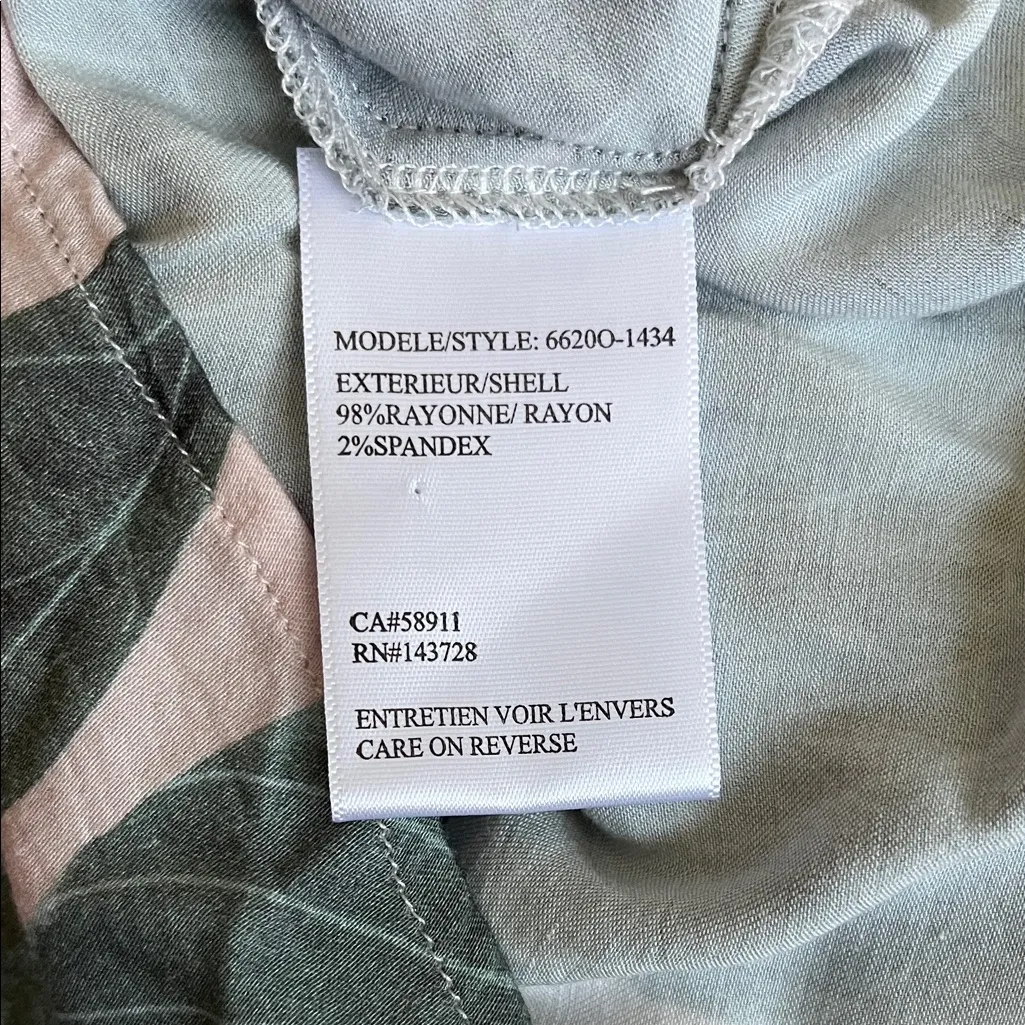 MODELE/STYLE: 6620O-1434
EXTERIEUR/SHELL
98%RAYONNE/ RAYON
2%SPANDEX
CA#58911
RN#143728
ENTRETIEN VOIR L'ENVERS
CARE ON REVERSE